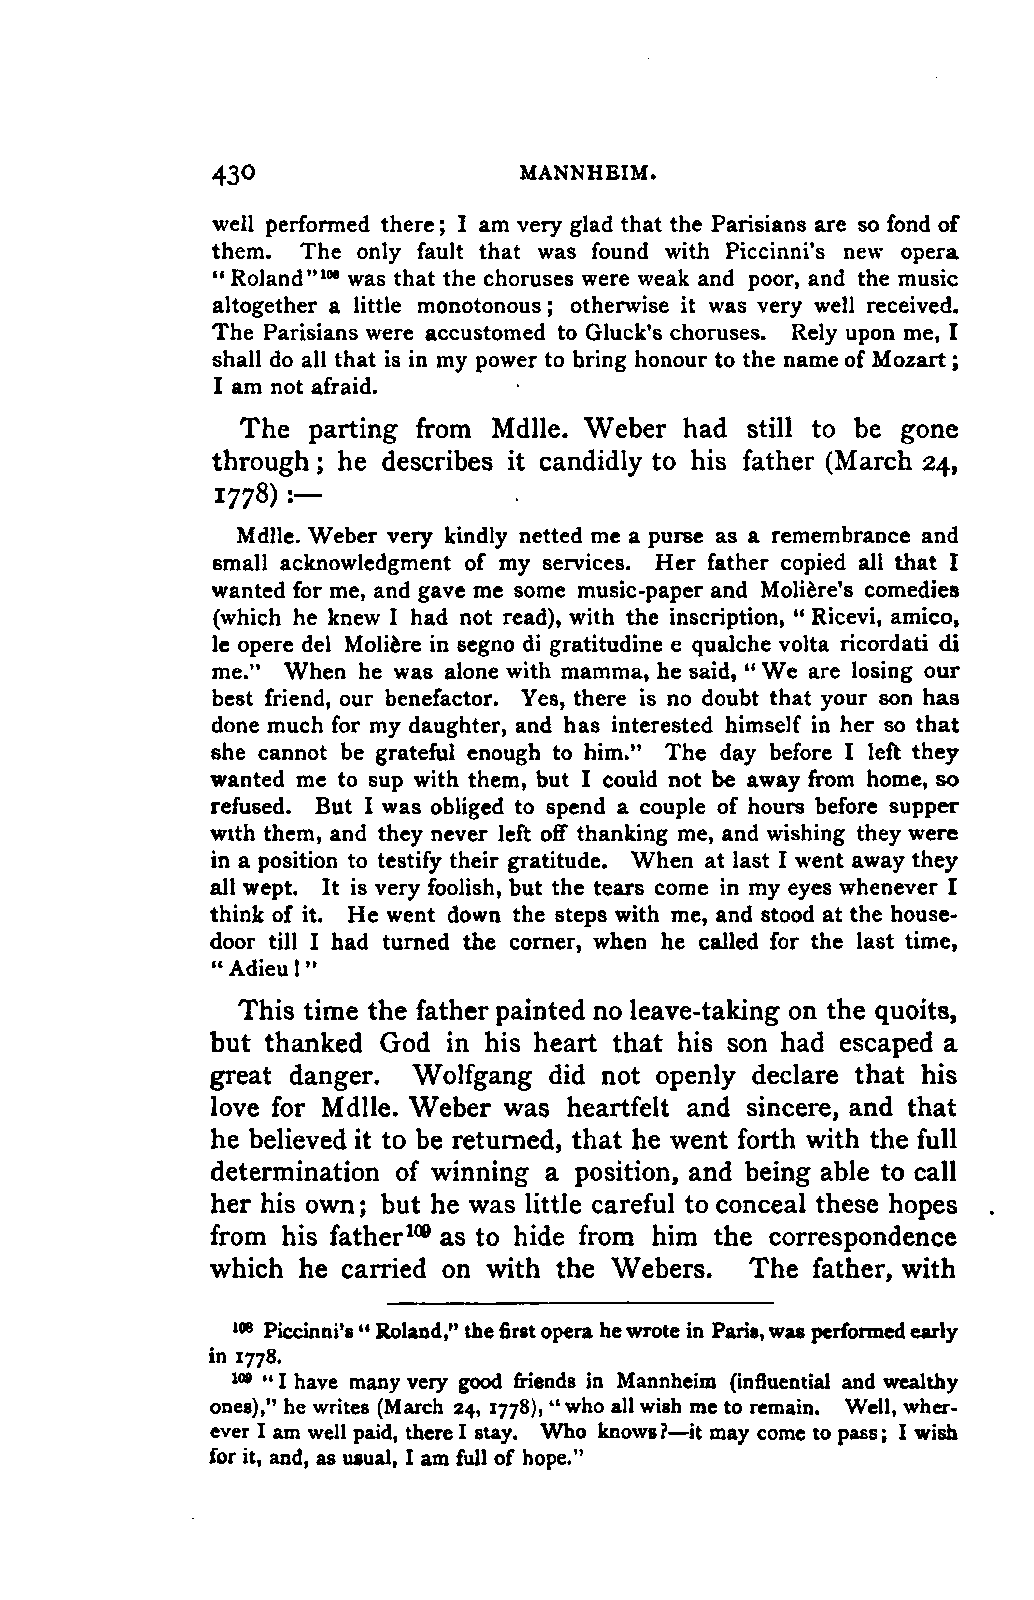 430 MANNHEIM.
well performed there; I am very glad that the Parisians are so fond of
them. The only fault that was found with Piccinni's new opera
"Roland"108 was that the choruses were weak and poor, and the music
altogether a little monotonous; otherwise it was very well received.
The Parisians were accustomed to Gluck's choruses. Rely upon me, I
shall do all that is in my power to bring honour to the name of Mozart;
I am not afraid.
The parting from Mdlle. Weber had still to be gone
through; he describes it candidly to his father (March 24,
1778):—
Mdlle. Weber very kindly netted me a purse as a remembrance and
small acknowledgment of my services. Her father copied all that I
wanted for me, and gave me some music-paper and Molière's comedies
(which he knew I had not read), with the inscription, "Ricevi, amico,
le opere del Molière in segno di gratitudine e qualche volta ricordati di
me." When he was alone with mamma, he said, "We are losing our
best friend, our benefactor. Yes, there is no doubt that your son has
done much for my daughter, and has interested himself in her so that
she cannot be grateful enough to him." The day before I left they
wanted me to sup with them, but I could not be away from home, so
refused. But I was obliged to spend a couple of hours before supper
with them, and they never left off thanking me, and wishing they were
in a position to testify their gratitude. When at last I went away they
all wept. It is very foolish, but the tears come in my eyes whenever I
think of it. He went down the steps with me, and stood at the house-
door till I had turned the corner, when he called for the last time,
"Adieu!"
This time the father painted no leave-taking on the quoits,
but thanked God in his heart that his son had escaped a
great danger. Wolfgang did not openly declare that his
love for Mdlle. Weber was heartfelt and sincere, and that
he believed it to be returned, that he went forth with the full
determination of winning a position, and being able to call
her his own; but he was little careful to conceal these hopes
from his father109 as to hide from him the correspondence
which he carried on with the Webers. The father, with
108 Piccinni's "Roland," the first opera he wrote in Paris, was performed early
in 1778.
109 "I have many very good friends in Mannheim (influential and wealthy
ones)," he writes (March 24, 1778), "who all wish me to remain. Well, wher-
ever I am well paid, there I stay. Who knows?—it may come to pass; I wish
for it, and, as usual, I am full of hope."